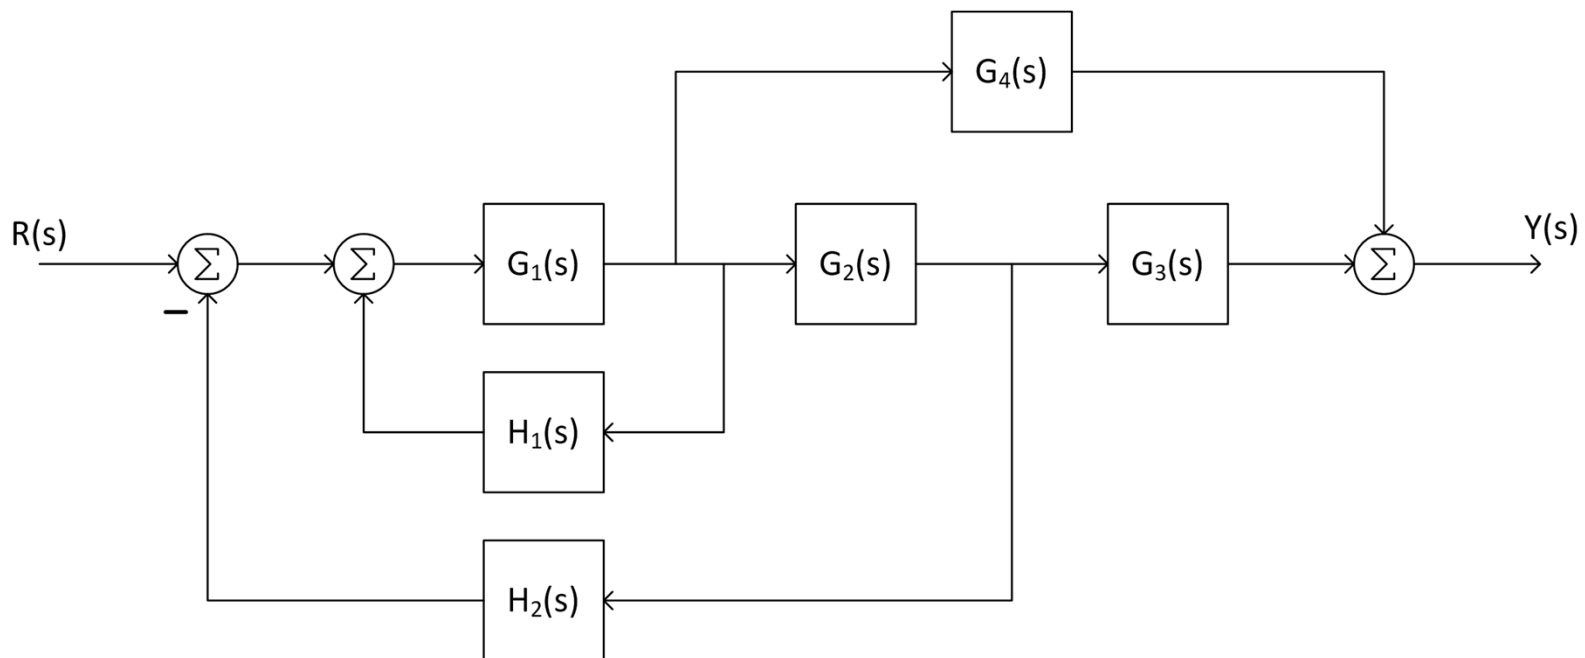 G₄(s)
R(s)
Σ
Σ
G₁(s)
G₂(s)
G₃(s)
Σ
Y(s)
−
H₁(s)
H₂(s)